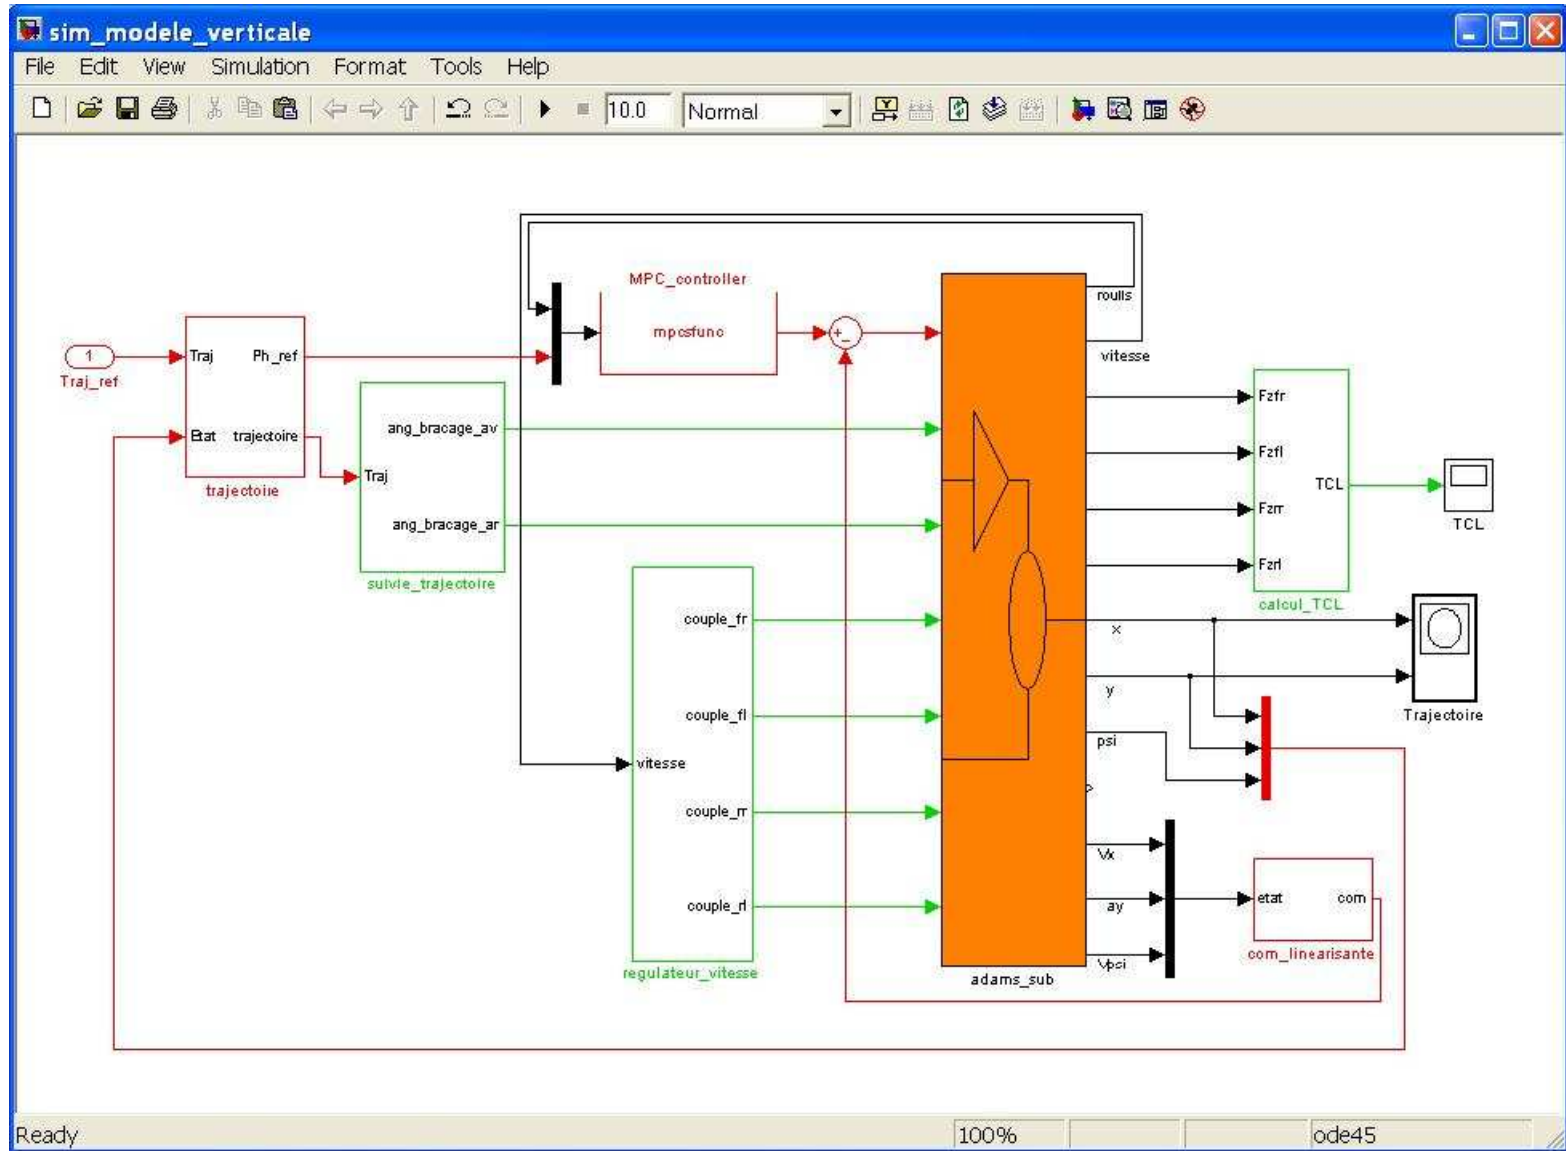 sim_modele_verticale
File Edit View Simulation Format Tools Help
10.0 Normal
MPC_controller
mpcsfunc
roulis
vitesse
1
Traj_ref
Traj
Ph_ref
Etat
trajectoire
trajectoire
Traj
ang_bracage_av
ang_bracage_ar
suivie_trajectoire
vitesse
couple_fr
couple_fl
couple_rr
couple_rl
regulateur_vitesse
adams_sub
+
-
Fzfr
Fzfl
Fzrr
Fzrl
TCL
calcul_TCL
TCL
x
y
psi
Trajectoire
Vx
ay
Vpsi
etat
com
com_linearisante
Ready 100% ode45